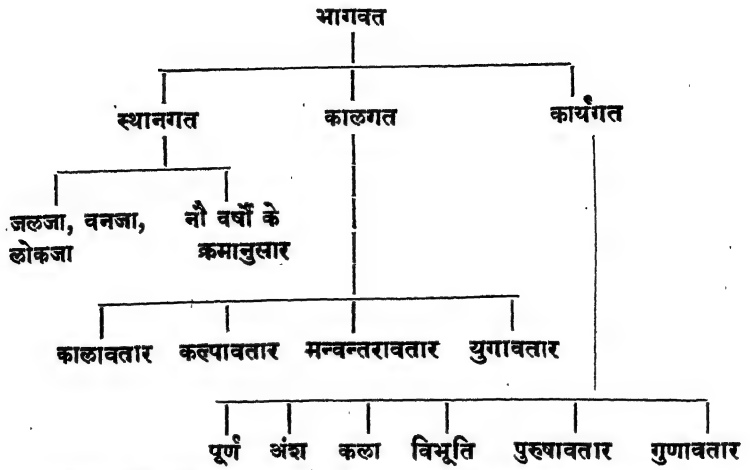 भागवत
स्थानगत कालगत कार्यगत
जलजा, वनजा, नौ वर्षों के
लोकजा क्रमानुसार
कालावतार कल्पावतार मन्वन्तरावतार युगावतार
पूर्ण अंश कला विभूति पुरुषावतार गुणावतार